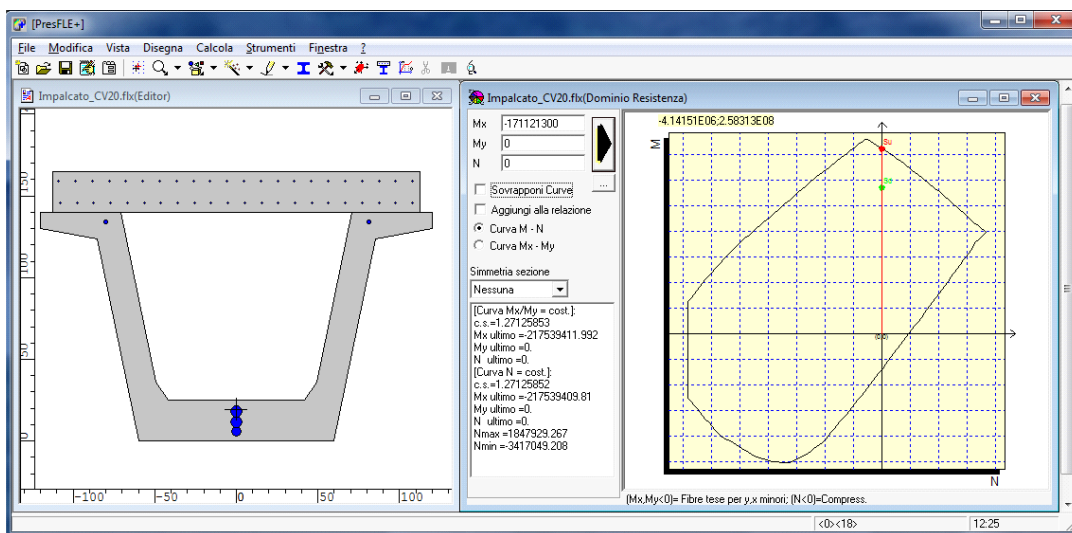 [PresFLE+]
File Modifica Vista Disegna Calcola Strumenti Finestra ?
Impalcato_CV20.flx(Editor)
150
100
50
0
-100 -50 0 50 100
Impalcato_CV20.flx(Dominio Resistenza)
Mx -171121300
My 0
N 0
...
Sovrapponi Curve
Aggiungi alla relazione
Curva M - N
Curva Mx - My
Simmetria sezione
Nessuna
[Curva Mx/My = cost.]:
c.s.=1.27125853
Mx ultimo =-217539411.992
My ultimo =0.
N ultimo =0.
[Curva N = cost.]:
c.s.=1.27125852
Mx ultimo =-217539409.81
My ultimo =0.
N ultimo =0.
Nmax =1847929.267
Nmin =-3417049.208
-4.14151E06;2.58313E08
M
Su
(0;0)
N
(Mx,My<0)= Fibre tese per y,x minori; (N<0)=Compress.
<0><18>
12:25